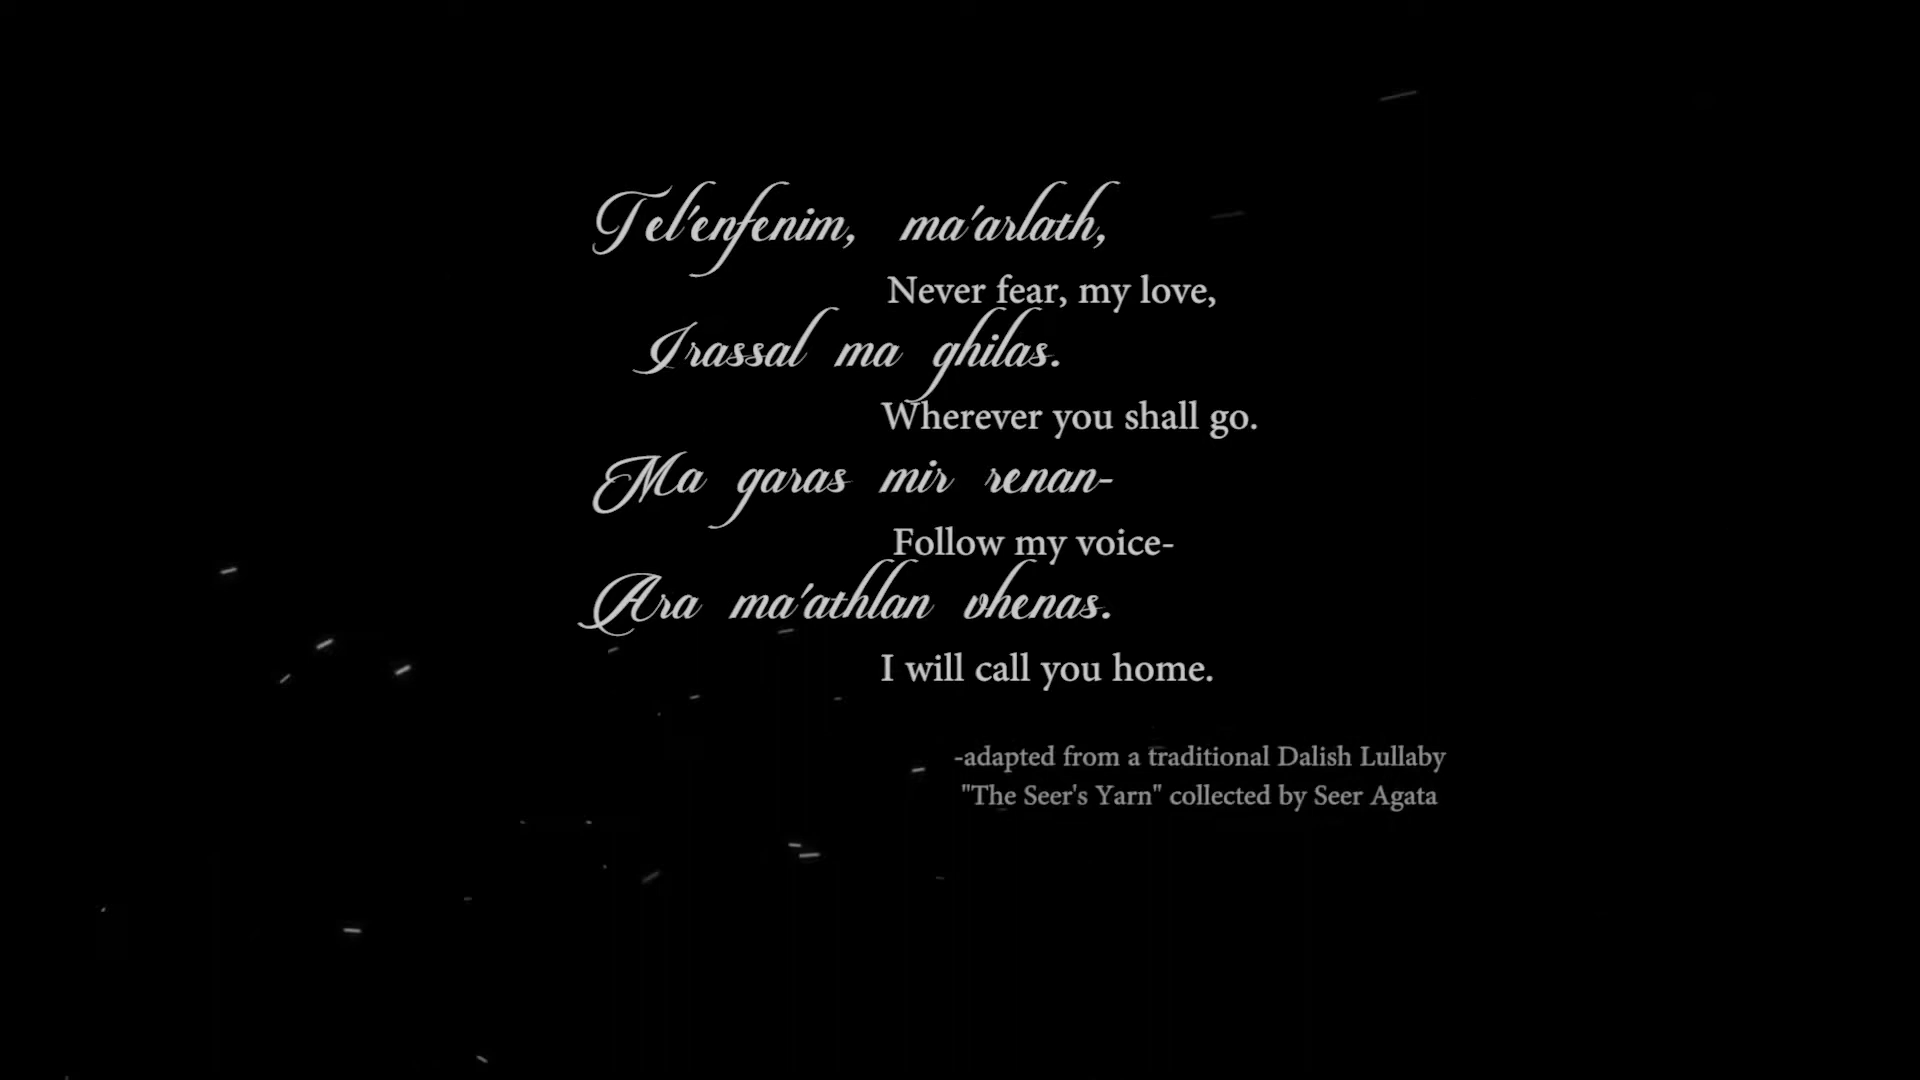 Tel'enfenim, ma'arlath,
Never fear, my love,
Irassal ma ghilas.
Wherever you shall go.
Ma garas mir renan-
Follow my voice-
Ara ma'athlan vhenas.
I will call you home.
-adapted from a traditional Dalish Lullaby
"The Seer's Yarn" collected by Seer Agata